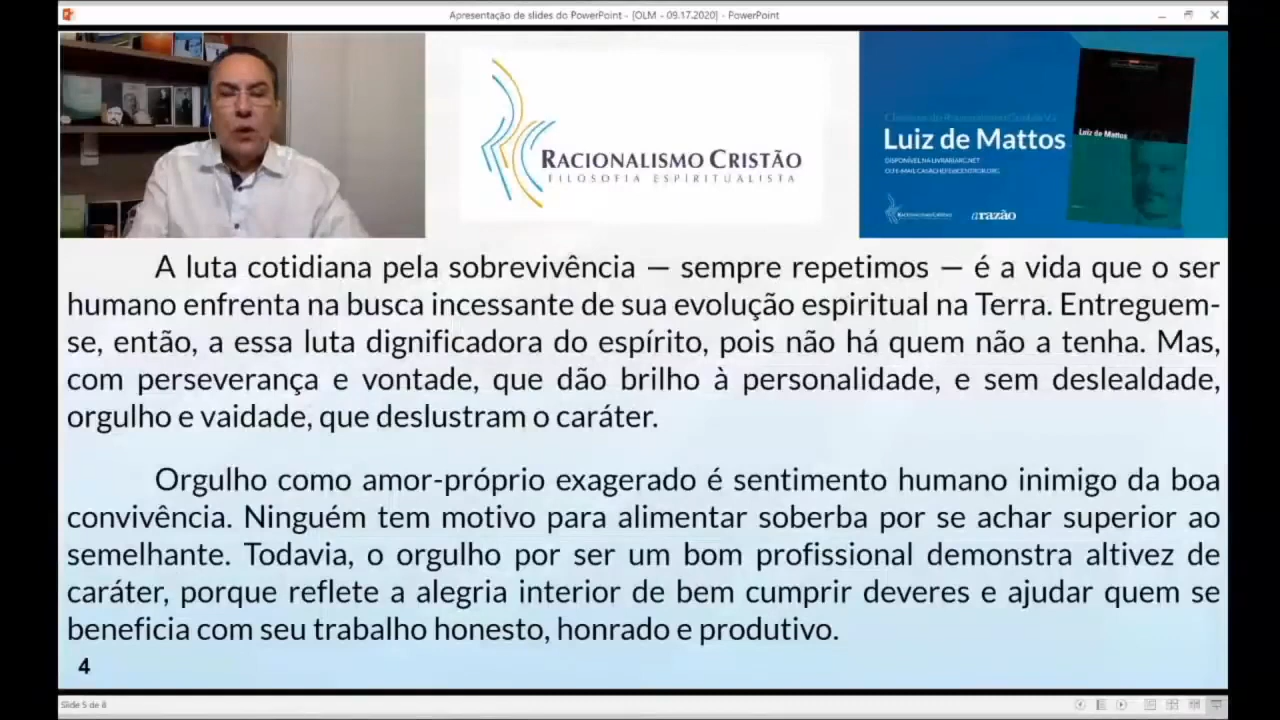 Apresentação de slides do PowerPoint - [OLM - 09.17.2020] - PowerPoint
RACIONALISMO CRISTÃO
FILOSOFIA ESPIRITUALISTA
Luiz de Mattos
Luiz de Mattos
RACIONALISMO CRISTÃO
arazão
A luta cotidiana pela sobrevivência — sempre repetimos — é a vida que o ser
humano enfrenta na busca incessante de sua evolução espiritual na Terra. Entreguem-
se, então, a essa luta dignificadora do espírito, pois não há quem não a tenha. Mas,
com perseverança e vontade, que dão brilho à personalidade, e sem deslealdade,
orgulho e vaidade, que deslustram o caráter.
Orgulho como amor-próprio exagerado é sentimento humano inimigo da boa
convivência. Ninguém tem motivo para alimentar soberba por se achar superior ao
semelhante. Todavia, o orgulho por ser um bom profissional demonstra altivez de
caráter, porque reflete a alegria interior de bem cumprir deveres e ajudar quem se
beneficia com seu trabalho honesto, honrado e produtivo.
4
Slide 5 de 8